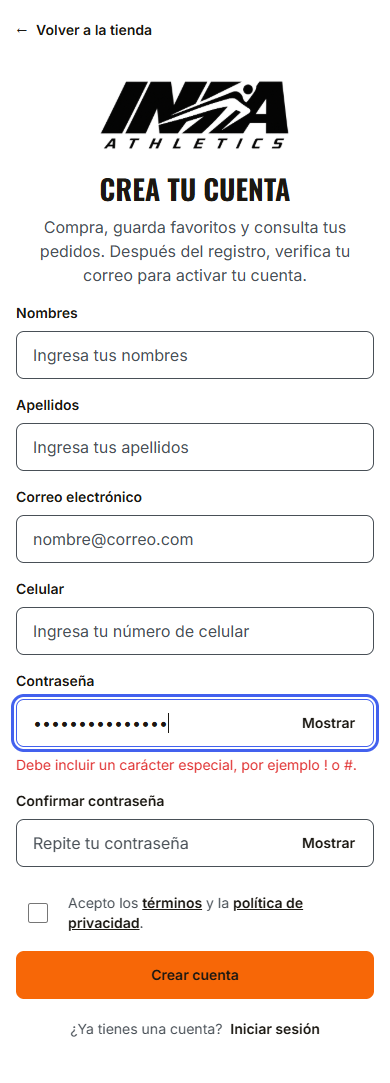 ← Volver a la tienda
INZA
ATHLETICS
CREA TU CUENTA
Compra, guarda favoritos y consulta tus
pedidos. Después del registro, verifica tu
correo para activar tu cuenta.
Nombres
Ingresa tus nombres
Apellidos
Ingresa tus apellidos
Correo electrónico
nombre@correo.com
Celular
Ingresa tu número de celular
Contraseña
••••••••••••••• Mostrar
Debe incluir un carácter especial, por ejemplo ! o #.
Confirmar contraseña
Repite tu contraseña Mostrar
Acepto los términos y la política de
privacidad.
Crear cuenta
¿Ya tienes una cuenta? Iniciar sesión